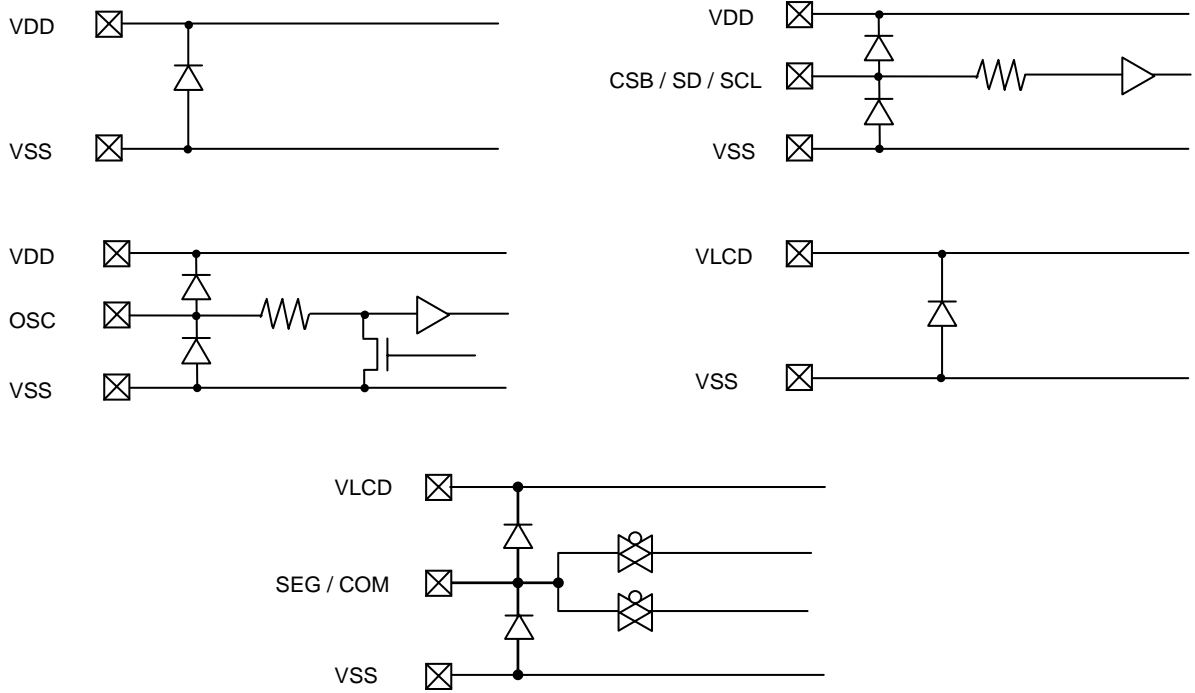 VDD
VSS
VDD
CSB / SD / SCL
VSS
VDD
OSC
VSS
VLCD
VSS
VLCD
SEG / COM
VSS